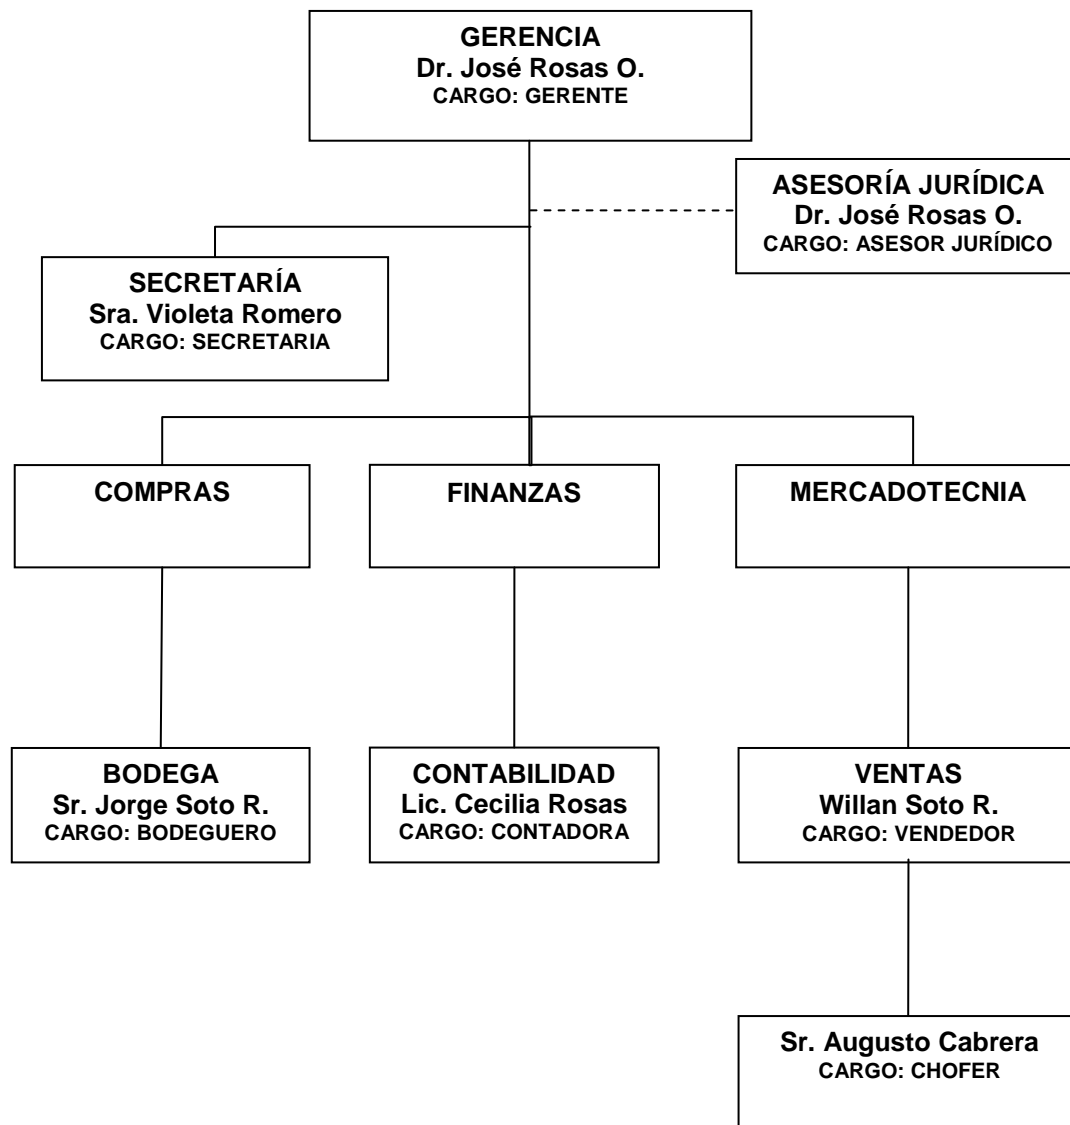 GERENCIA
Dr. José Rosas O.
CARGO: GERENTE
ASESORÍA JURÍDICA
Dr. José Rosas O.
CARGO: ASESOR JURÍDICO
SECRETARÍA
Sra. Violeta Romero
CARGO: SECRETARIA
COMPRAS
FINANZAS
MERCADOTECNIA
BODEGA
Sr. Jorge Soto R.
CARGO: BODEGUERO
CONTABILIDAD
Lic. Cecilia Rosas
CARGO: CONTADORA
VENTAS
Willan Soto R.
CARGO: VENDEDOR
Sr. Augusto Cabrera
CARGO: CHOFER